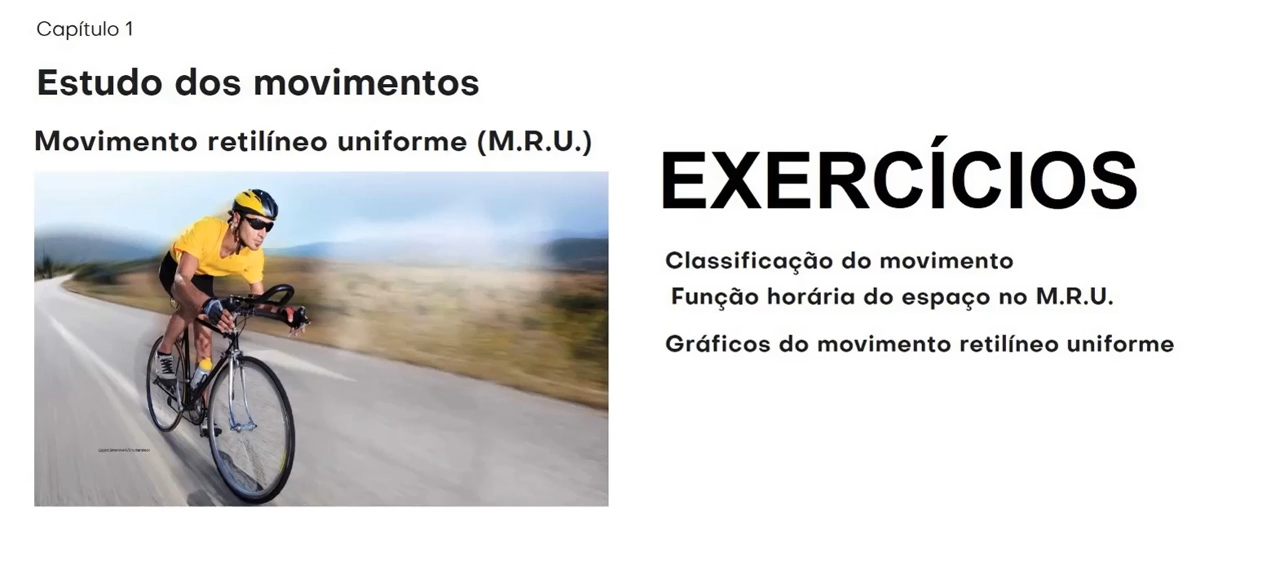 Capítulo 1
Estudo dos movimentos
Movimento retilíneo uniforme (M.R.U.)
EXERCÍCIOS
Classificação do movimento
Função horária do espaço no M.R.U.
Gráficos do movimento retilíneo uniforme